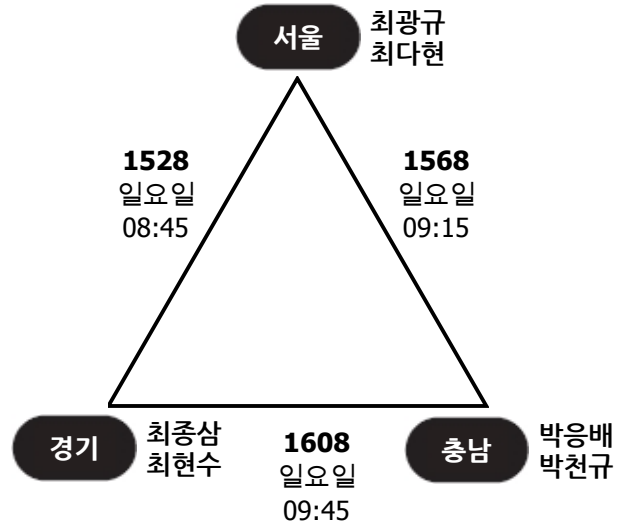 서울
최광규
최다현
1528
일요일
08:45
1568
일요일
09:15
경기
최종삼
최현수
1608
일요일
09:45
충남
박응배
박천규